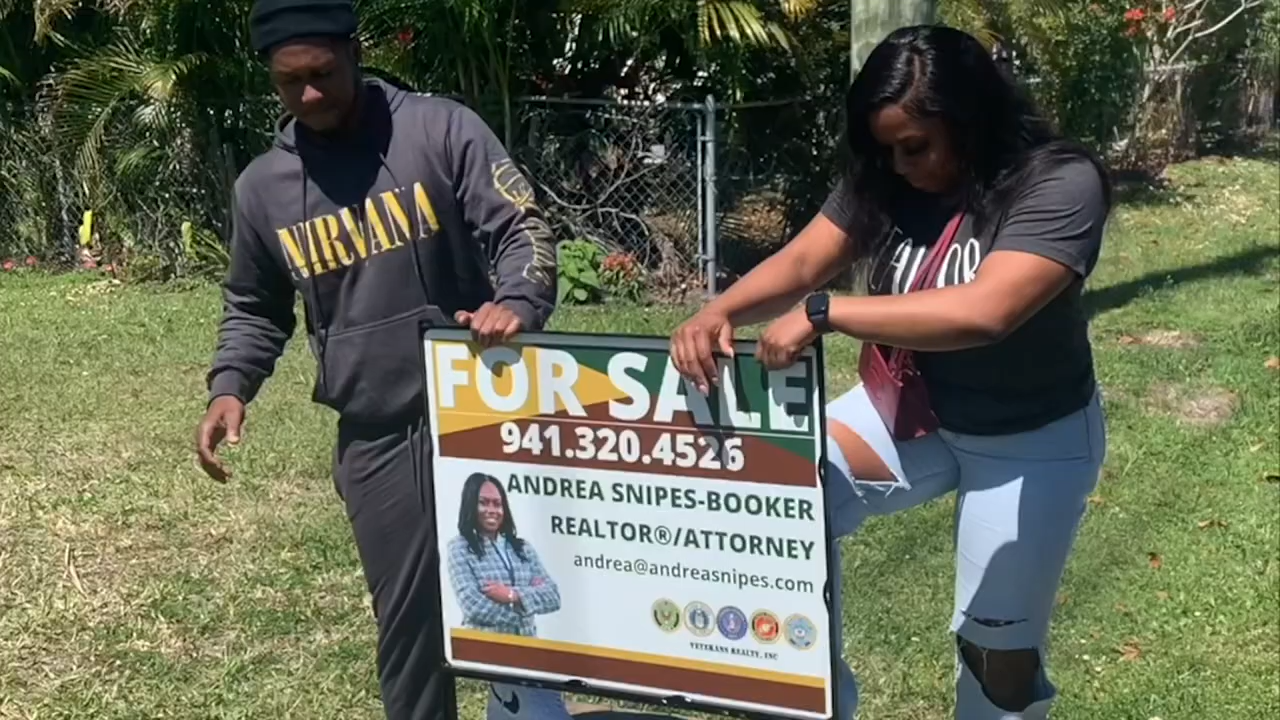 NIRVANA
FOR SALE
941.320.4526
ANDREA SNIPES-BOOKER
REALTOR®/ATTORNEY
andrea@andreasnipes.com
VETERANS REALTY, INC